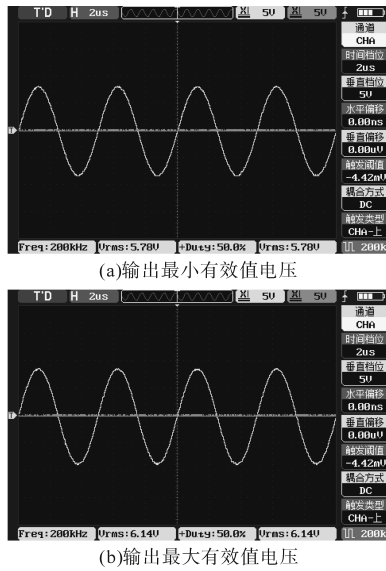 T'D H 2us X1 5V X1 5V
通道
CHA
时间档位
2us
垂直档位
5V
水平偏移
0.00ns
垂直偏移
0.00uV
触发阈值
-4.42mV
耦合方式
DC
触发类型
CHA-上
Freq:200kHz Vrms:5.78V +Duty:50.0% Vrms:5.78V 200k
(a)输出最小有效值电压
T'D H 2us X1 5V X1 5V
通道
CHA
时间档位
2us
垂直档位
5V
水平偏移
0.00ns
垂直偏移
0.00uV
触发阈值
-4.42mV
耦合方式
DC
触发类型
CHA-上
Freq:200kHz Vrms:6.14V +Duty:50.0% Vrms:6.14V 200k
(b)输出最大有效值电压